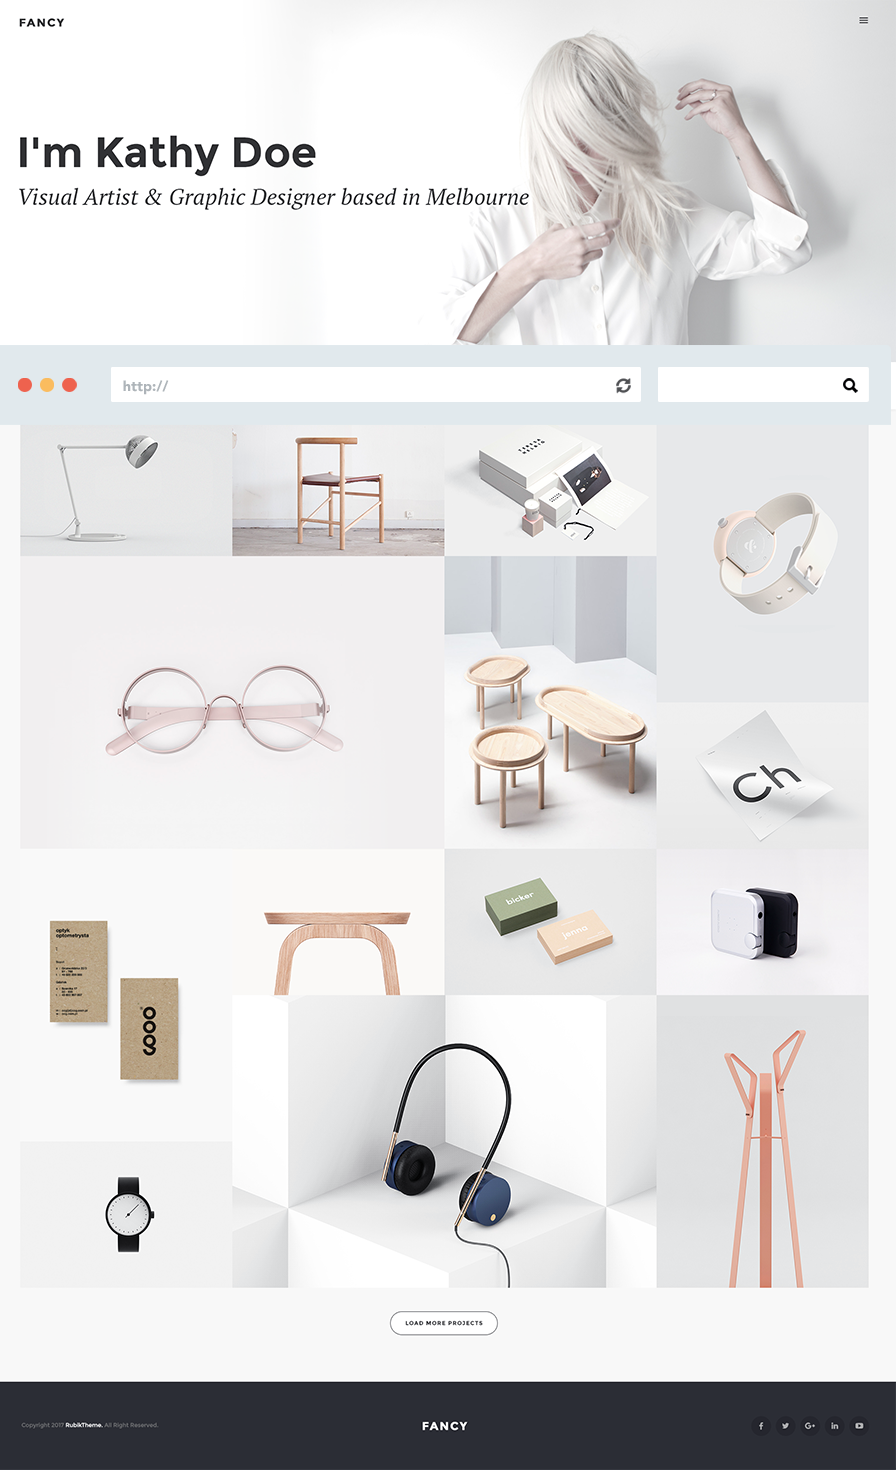 FANCY
I'm Kathy Doe
Visual Artist & Graphic Designer based in Melbourne
http://
Ch
optyk
optometrysta
bicker
jenna
LOAD MORE PROJECTS
Copyright 2017 RubikTheme. All Right Reserved.
FANCY